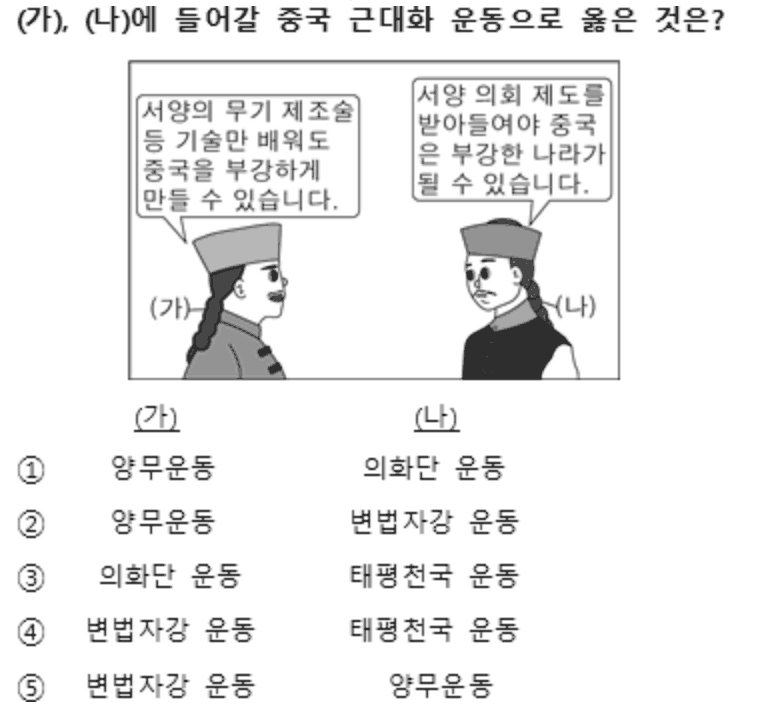 (가), (나)에 들어갈 중국 근대화 운동으로 옳은 것은?
서양의 무기 제조술
등 기술만 배워도
중국을 부강하게
만들 수 있습니다.
서양 의회 제도를
받아들여야 중국
은 부강한 나라가
될 수 있습니다.
(가)
(나)
(가) (나)
① 양무운동 의화단 운동
② 양무운동 변법자강 운동
③ 의화단 운동 태평천국 운동
④ 변법자강 운동 태평천국 운동
⑤ 변법자강 운동 양무운동